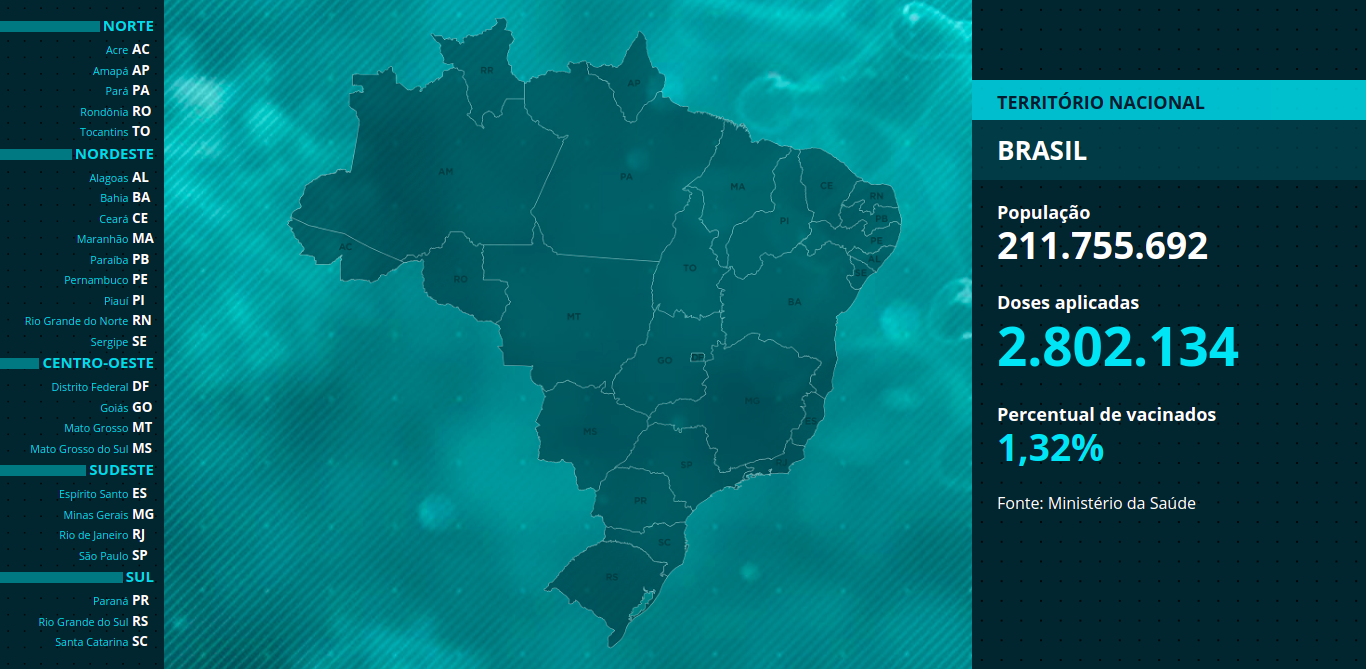 NORTE
Acre AC
Amapá AP
Pará PA
Rondônia RO
Tocantins TO
NORDESTE
Alagoas AL
Bahia BA
Ceará CE
Maranhão MA
Paraíba PB
Pernambuco PE
Piauí PI
Rio Grande do Norte RN
Sergipe SE
CENTRO-OESTE
Distrito Federal DF
Goiás GO
Mato Grosso MT
Mato Grosso do Sul MS
SUDESTE
Espírito Santo ES
Minas Gerais MG
Rio de Janeiro RJ
São Paulo SP
SUL
Paraná PR
Rio Grande do Sul RS
Santa Catarina SC
RR
AP
AM
PA
MA
CE
RN
PI
PB
PE
AC
AL
TO
SE
RO
BA
MT
GO
DF
MG
ES
MS
SP
PR
SC
RS
TERRITÓRIO NACIONAL
BRASIL
População
211.755.692
Doses aplicadas
2.802.134
Percentual de vacinados
1,32%
Fonte: Ministério da Saúde